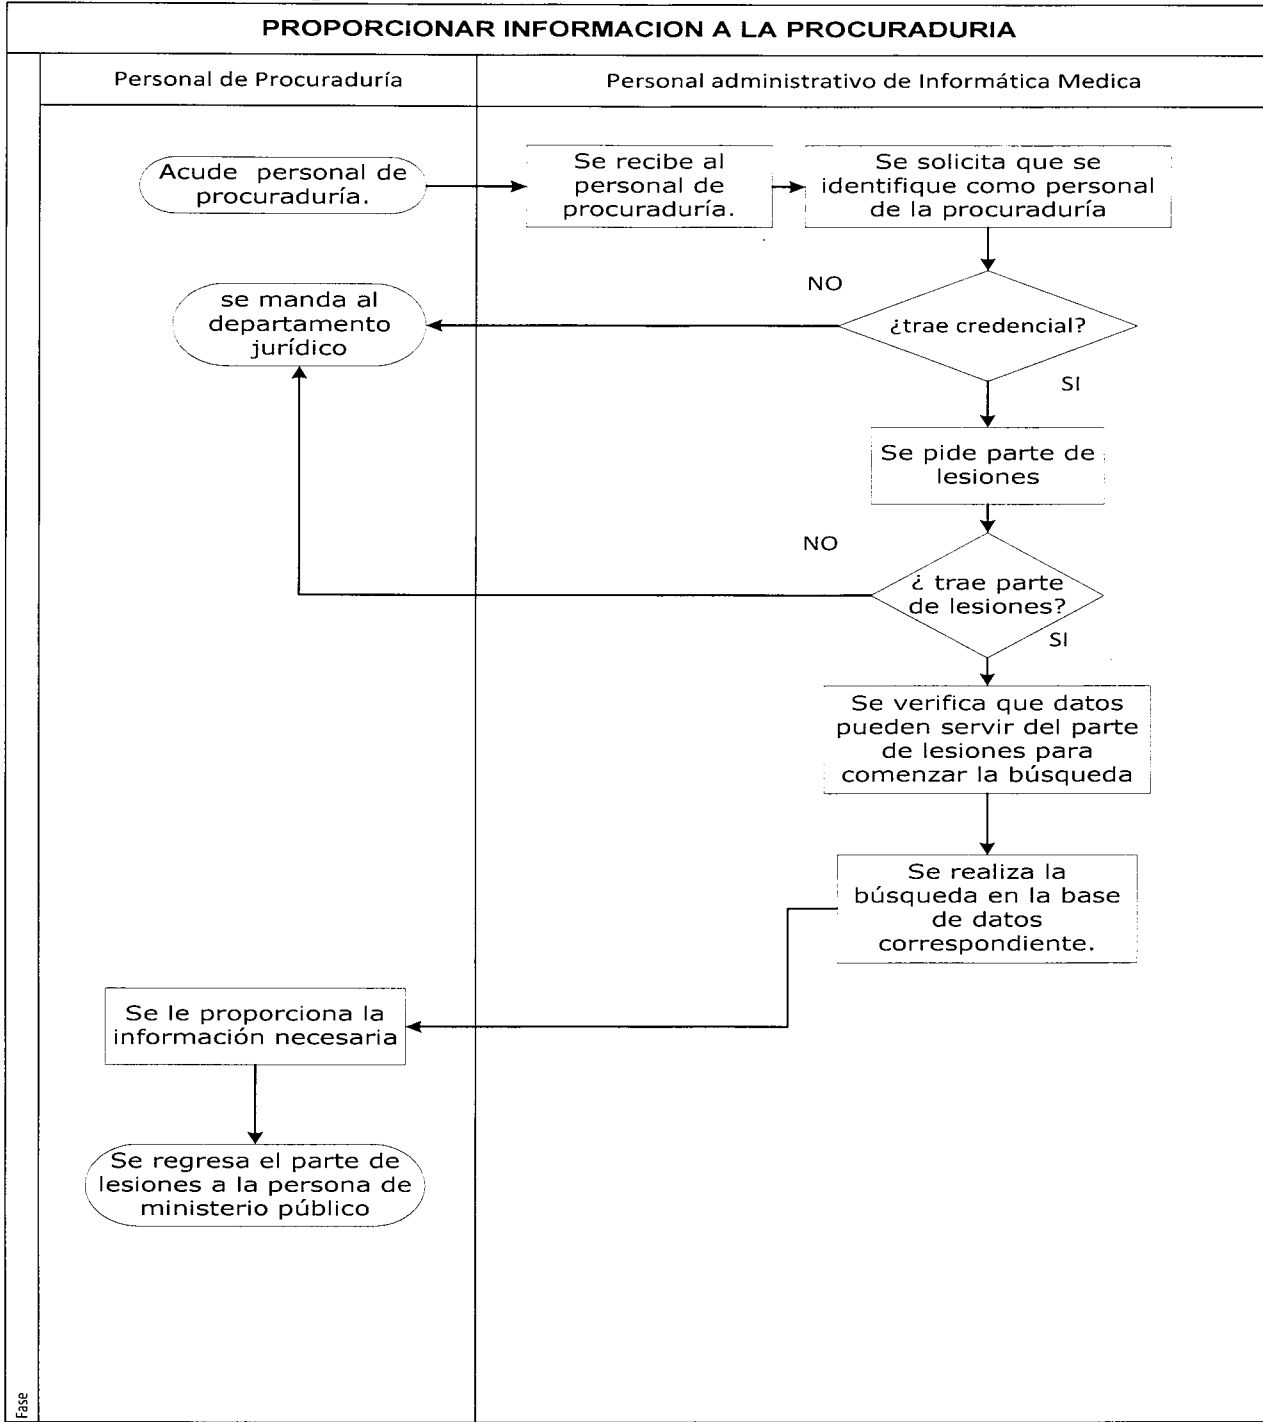 PROPORCIONAR INFORMACION A LA PROCURADURIA
Personal de Procuraduría
Personal administrativo de Informática Medica
Acude personal de
procuraduría.
Se recibe al
personal de
procuraduría.
Se solicita que se
identifique como personal
de la procuraduría
NO
¿trae credencial?
SI
se manda al
departamento
jurídico
Se pide parte de
lesiones
NO
¿ trae parte
de lesiones?
SI
Se verifica que datos
pueden servir del parte
de lesiones para
comenzar la búsqueda
Se realiza la
búsqueda en la base
de datos
correspondiente.
Se le proporciona la
información necesaria
Se regresa el parte de
lesiones a la persona de
ministerio público
Fase